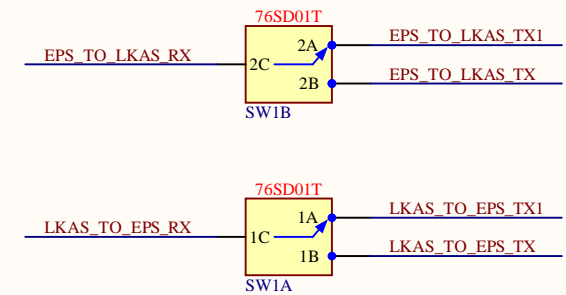 76SD01T
EPS_TO_LKAS_RX
2C
2A
EPS_TO_LKAS_TX1
2B
EPS_TO_LKAS_TX
SW1B
76SD01T
LKAS_TO_EPS_RX
1C
1A
LKAS_TO_EPS_TX1
1B
LKAS_TO_EPS_TX
SW1A